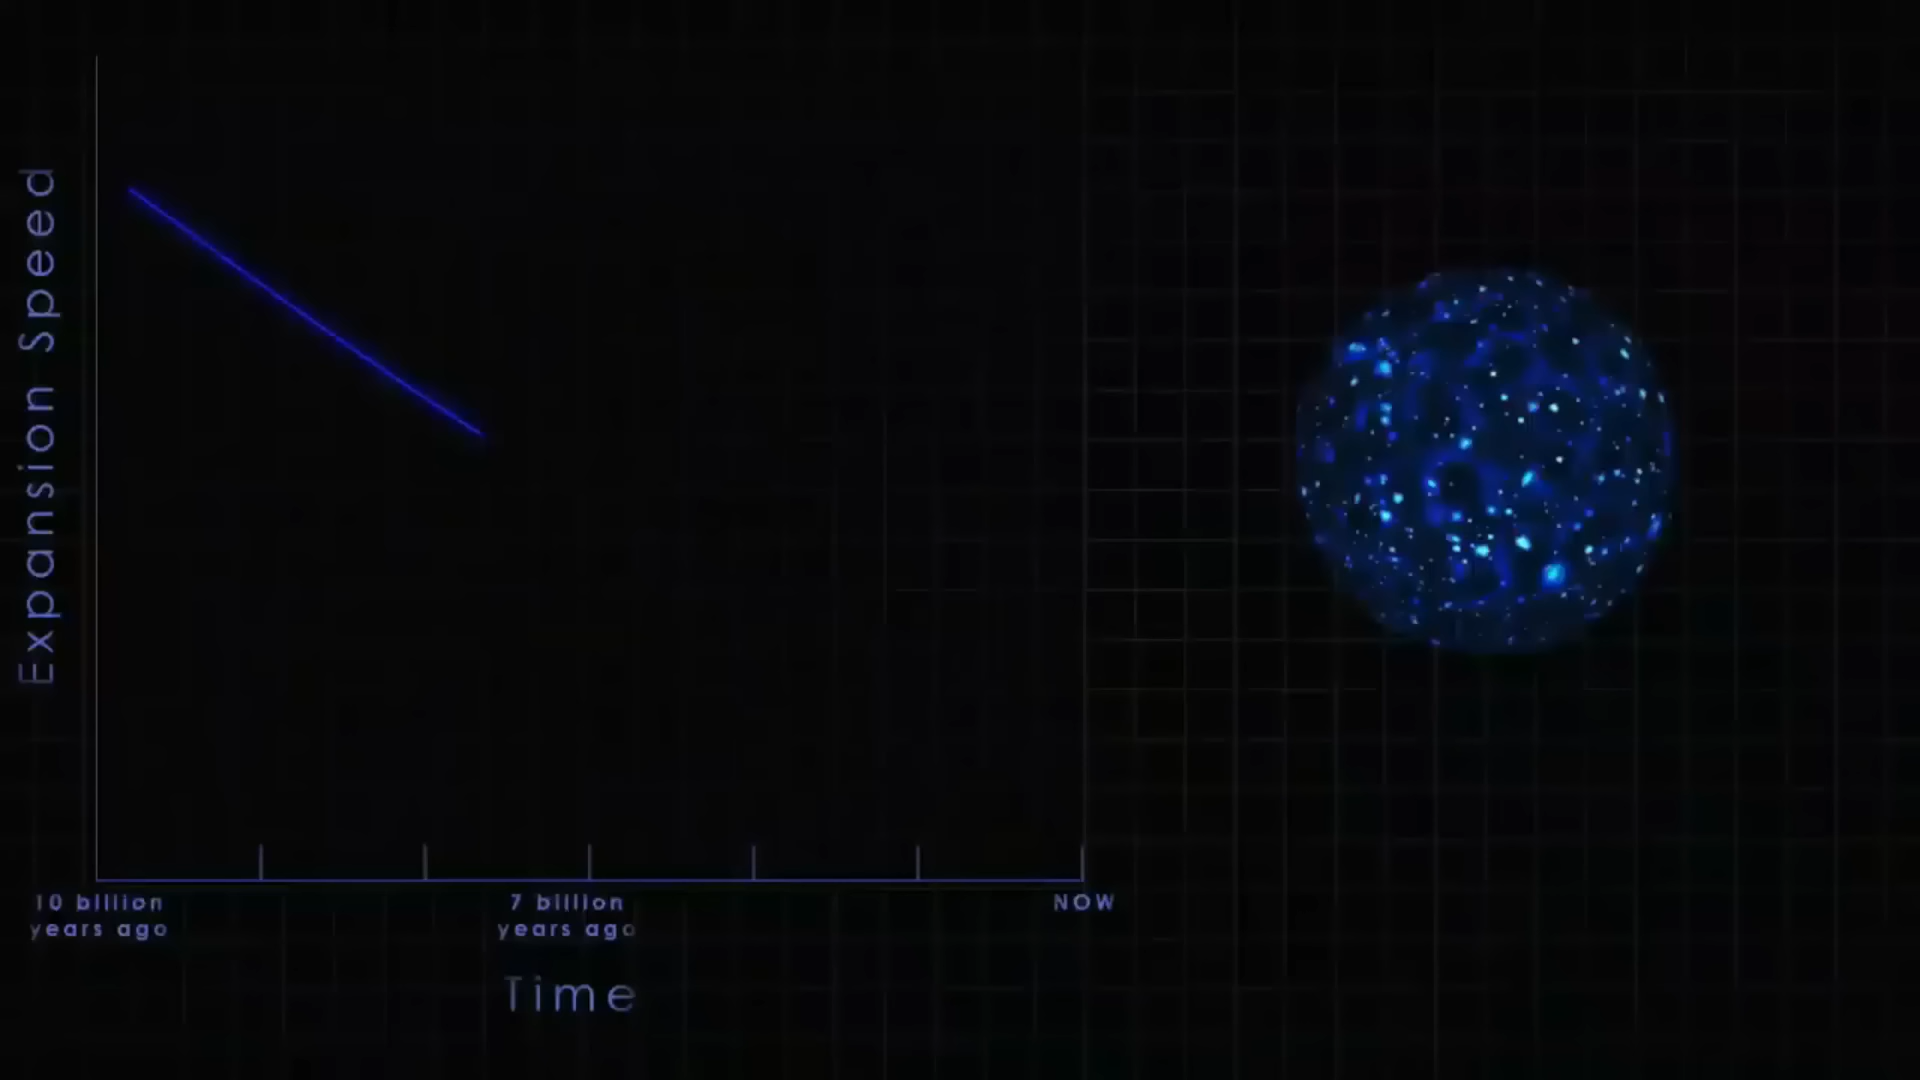 Expansion Speed
10 billion
years ago
7 billion
years ago
NOW
Time